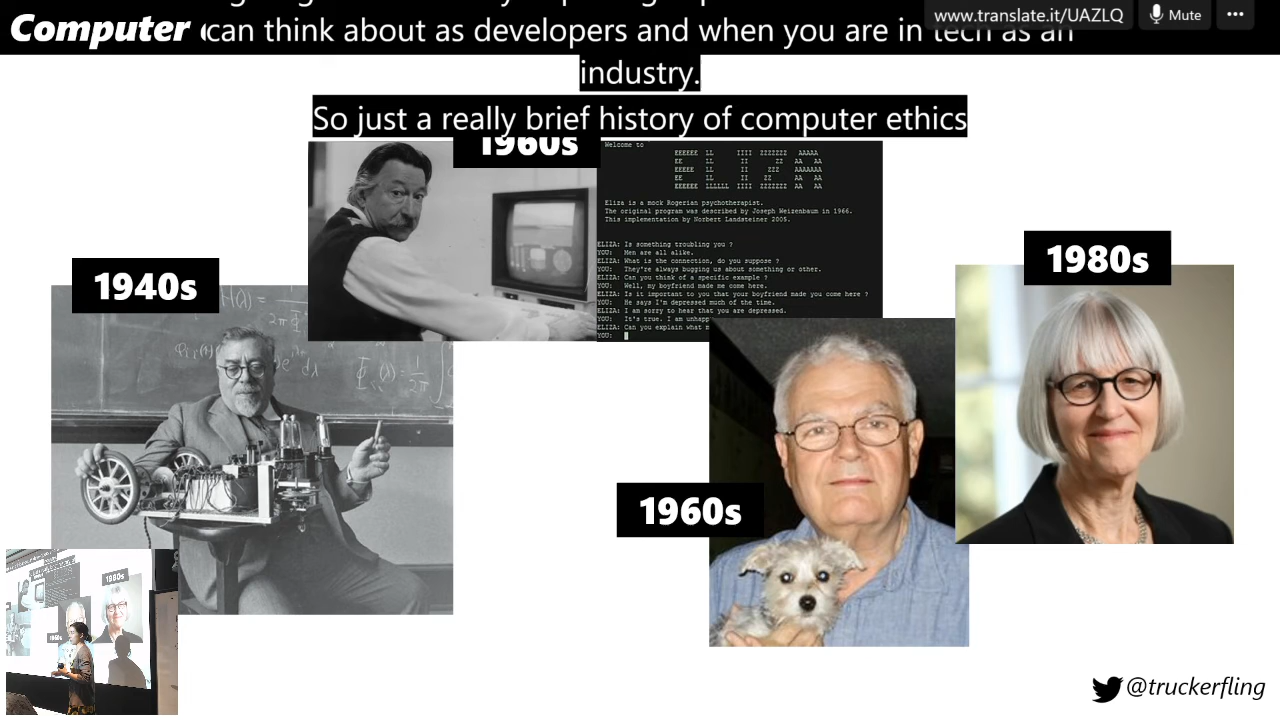 Computer
can think about as developers and when you are in tech as an
industry.
So just a really brief history of computer ethics
www.translate.it/UAZLQ
Mute
1960s
Welcome to
ELIZA
Eliza is a mock Rogerian psychotherapist.
The original program was described by Joseph Weizenbaum in 1966.
This implementation by Norbert Landsteiner 2005.
ELIZA: Is something troubling you ?
YOU: Men are all alike.
ELIZA: What is the connection, do you suppose ?
YOU: They're always bugging us about something or other.
ELIZA: Can you think of a specific example ?
YOU: Well, my boyfriend made me come here.
ELIZA: Is it important to you that your boyfriend made you come here ?
YOU: He says I'm depressed much of the time.
ELIZA: I am sorry to hear that you are depressed.
YOU: It's true. I am
ELIZA: Can you explain what
YOU:
1940s
1960s
1980s
1980s
@truckerfling